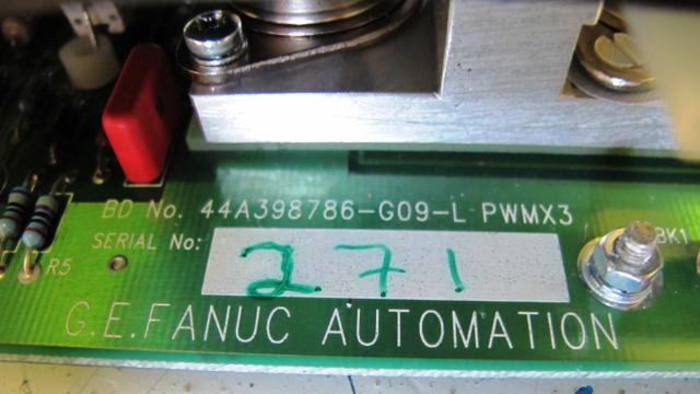 BD No. 44A398786-G09-L PWMX3
SERIAL No: 271
BK1
R5
G.E.FANUC AUTOMATION